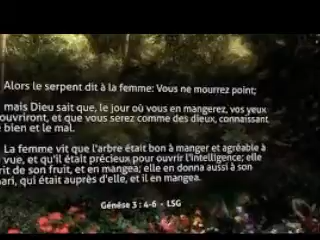 Alors le serpent dit à la femme: Vous ne mourrez point;
mais Dieu sait que, le jour où vous en mangerez, vos yeux
ouvriront, et que vous serez comme des dieux, connaissant
e bien et le mal.
La femme vit que l'arbre était bon à manger et agréable à
vue, et qu'il était précieux pour ouvrir l'intelligence; elle
rit de son fruit, et en mangea; elle en donna aussi à son
ari, qui était auprès d'elle, et il en mangea.
Génèse 3 : 4-6 - LSG